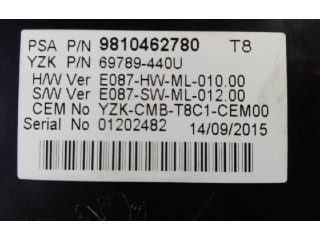 PSA P/N 9810462780 T8
YZK P/N 69789-440U
H/W Ver E087-HW-ML-010.00
S/W Ver E087-SW-ML-012.00
CEM No YZK-CMB-T8C1-CEM00
Serial No 01202482 14/09/2015